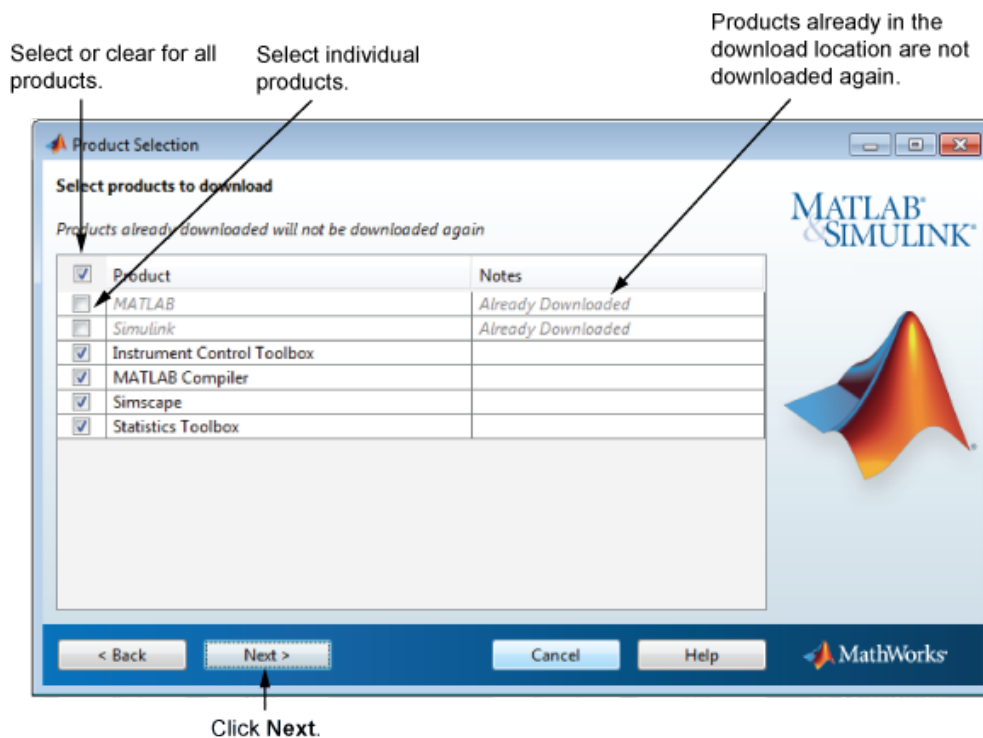 Select or clear for all
products.
Select individual
products.
Products already in the
download location are not
downloaded again.
Product Selection
Select products to download
Products already downloaded will not be downloaded again
MATLAB®
&SIMULINK®
Product Notes
MATLAB Already Downloaded
Simulink Already Downloaded
Instrument Control Toolbox
MATLAB Compiler
Simscape
Statistics Toolbox
< Back Next > Cancel Help MathWorks®
Click Next.